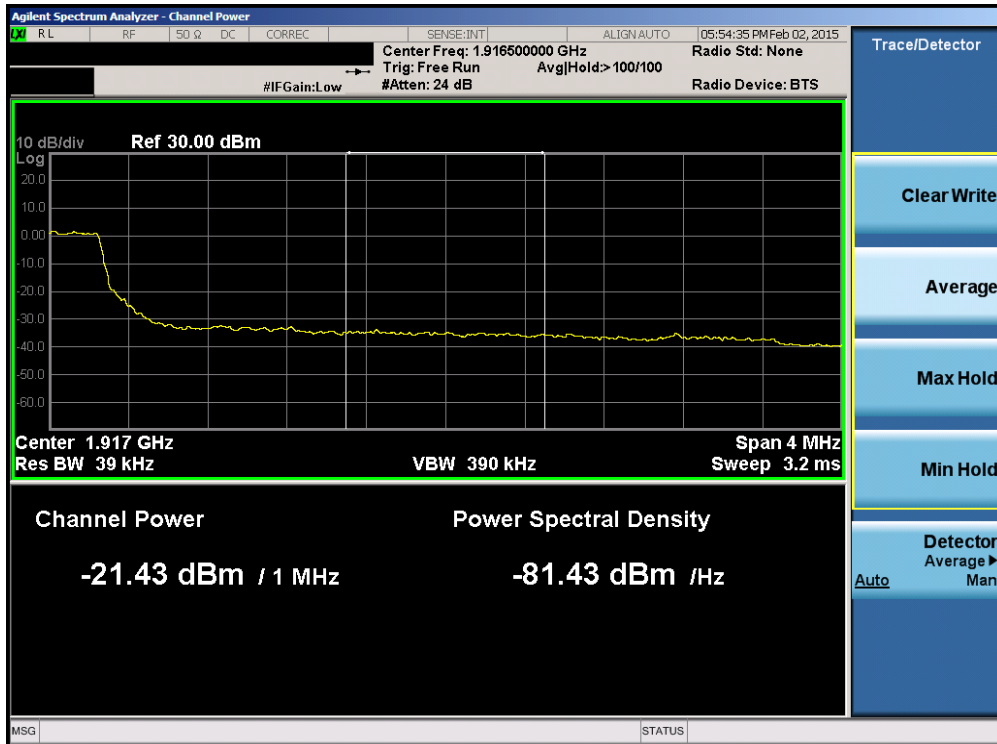 Agilent Spectrum Analyzer - Channel Power
LXI RL RF 50 Ω DC CORREC SENSE:INT ALIGNAUTO 05:54:35 PMFeb 02, 2015
Center Freq: 1.916500000 GHz Radio Std: None
Trig: Free Run Avg|Hold:>100/100
#IFGain:Low #Atten: 24 dB Radio Device: BTS
10 dB/div Ref 30.00 dBm
Log
20.0
10.0
0.00
-10.0
-20.0
-30.0
-40.0
-50.0
-60.0
Center 1.917 GHz Span 4 MHz
Res BW 39 kHz VBW 390 kHz Sweep 3.2 ms
Channel Power Power Spectral Density
-21.43 dBm / 1 MHz -81.43 dBm /Hz
MSG STATUS
Trace/Detector
Clear Write
Average
Max Hold
Min Hold
Detector
Average▶
Auto Man